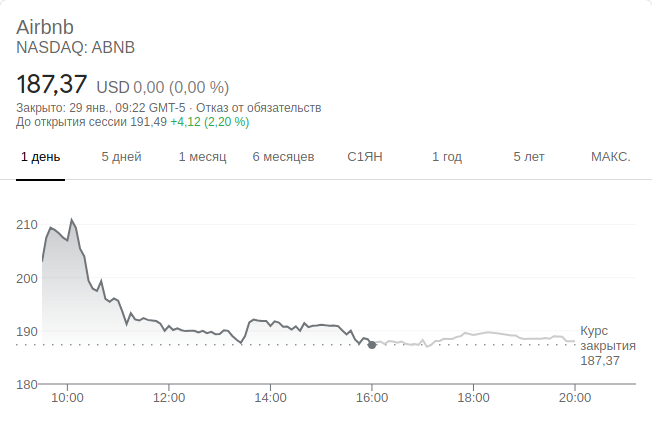 Airbnb
NASDAQ: ABNB
187,37 USD 0,00 (0,00 %)
Закрыто: 29 янв., 09:22 GMT-5 · Отказ от обязательств
До открытия сессии 191,49 +4,12 (2,20 %)
1 день 5 дней 1 месяц 6 месяцев С1ЯН 1 год 5 лет МАКС.
210
200
190
180
Курс
закрытия
187,37
10:00 12:00 14:00 16:00 18:00 20:00